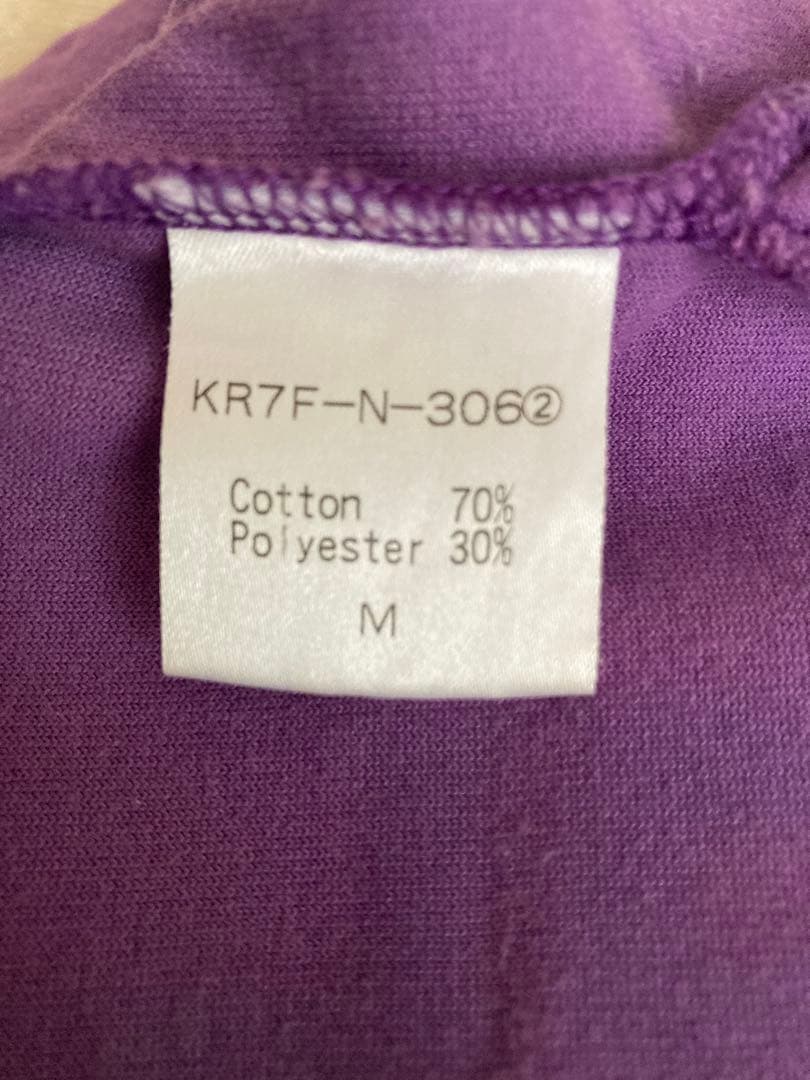 KR7F-N-306②
Cotton 70%
Polyester 30%
M